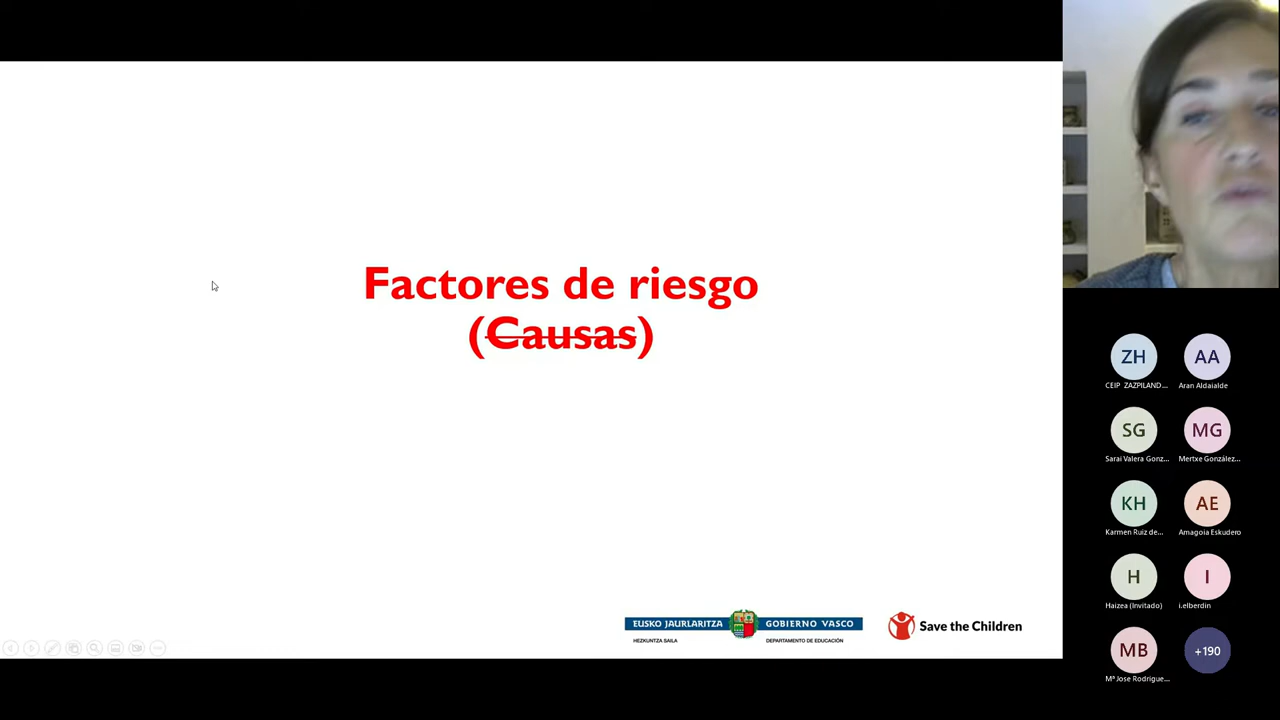 Factores de riesgo
(Causas)
EUSKO JAURLARITZA
GOBIERNO VASCO
HEZKUNTZA SAILA
DEPARTAMENTO DE EDUCACIÓN
Save the Children
ZH
AA
CEIP ZAZPILAND...
Aran Aldaialde
SG
MG
Sarai Valera Gonz...
Mertxe González...
KH
AE
Karmen Ruiz de...
Amagoia Eskudero
H
I
Haizea (Invitado)
i.elberdin
MB
+190
Mª Jose Rodrigue...